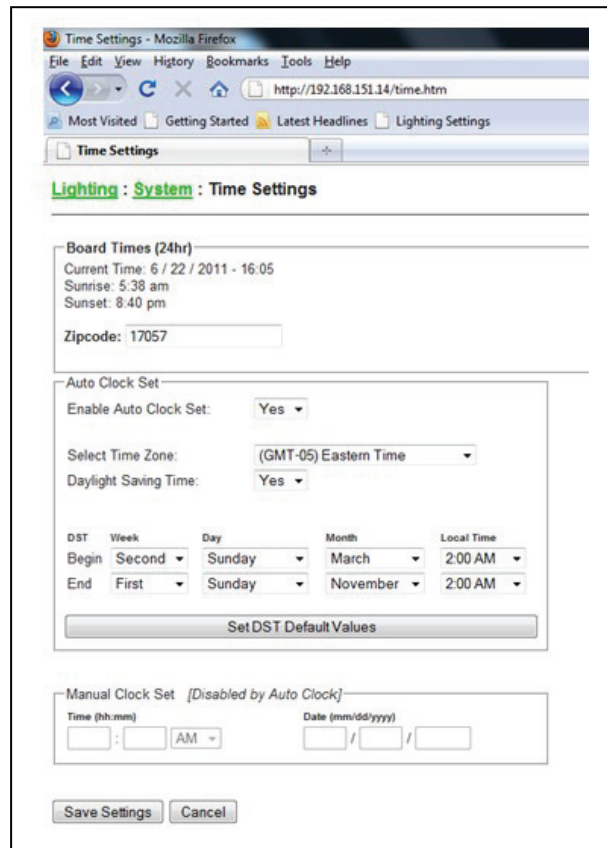 Time Settings - Mozilla Firefox
File Edit View History Bookmarks Tools Help
http://192.168.151.14/time.htm
Most Visited Getting Started Latest Headlines Lighting Settings
Time Settings
Lighting : System : Time Settings
Board Times (24hr)
Current Time: 6 / 22 / 2011 - 16:05
Sunrise: 5:38 am
Sunset: 8:40 pm
Zipcode: 17057
Auto Clock Set
Enable Auto Clock Set: Yes
Select Time Zone: (GMT-05) Eastern Time
Daylight Saving Time: Yes
DST Week Day Month Local Time
Begin Second Sunday March 2:00 AM
End First Sunday November 2:00 AM
Set DST Default Values
Manual Clock Set [Disabled by Auto Clock]
Time (hh:mm) Date (mm/dd/yyyy)
: AM / /
Save Settings Cancel